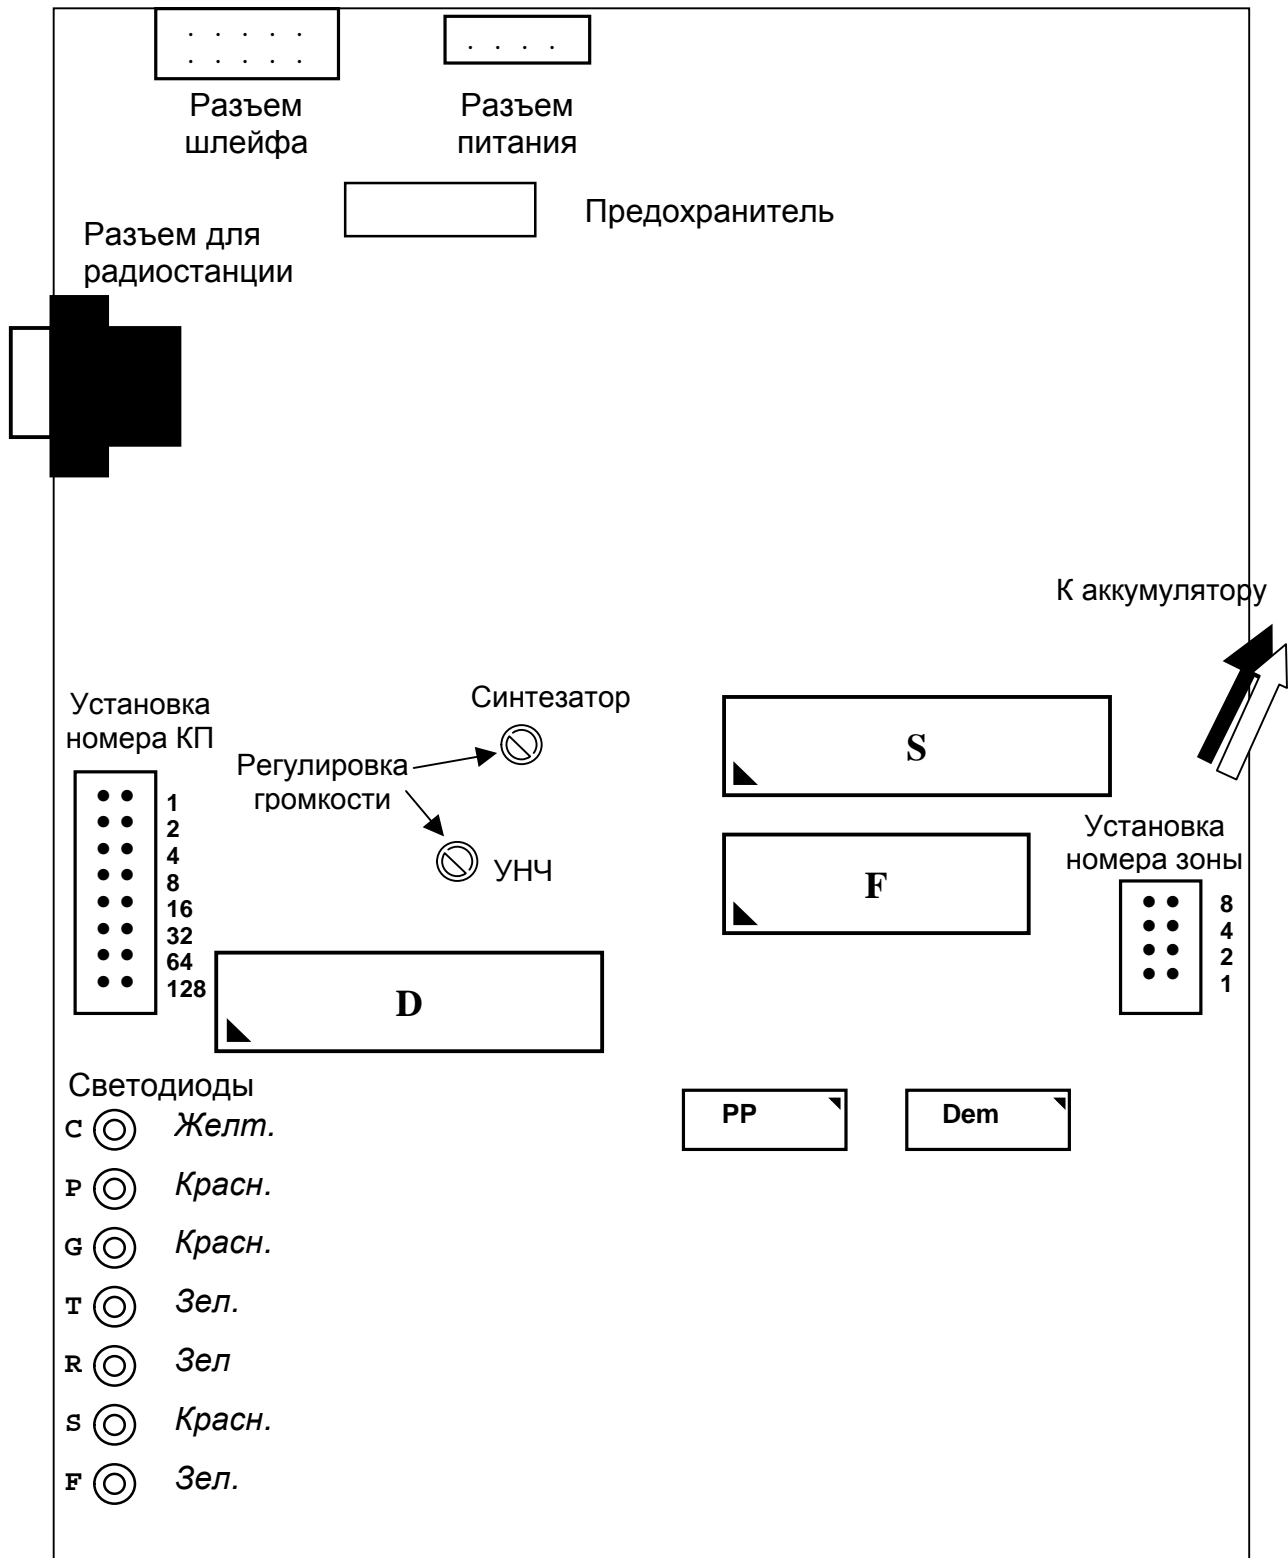 Разъем
шлейфа
Разъем
питания
Предохранитель
Разъем для
радиостанции
К аккумулятору
Установка
номера КП
1
2
4
8
16
32
64
128
Синтезатор
Регулировка
громкости
УНЧ
S
F
D
Установка
номера зоны
8
4
2
1
PP
Dem
Светодиоды
C Желт.
P Красн.
G Красн.
T Зел.
R Зел
S Красн.
F Зел.